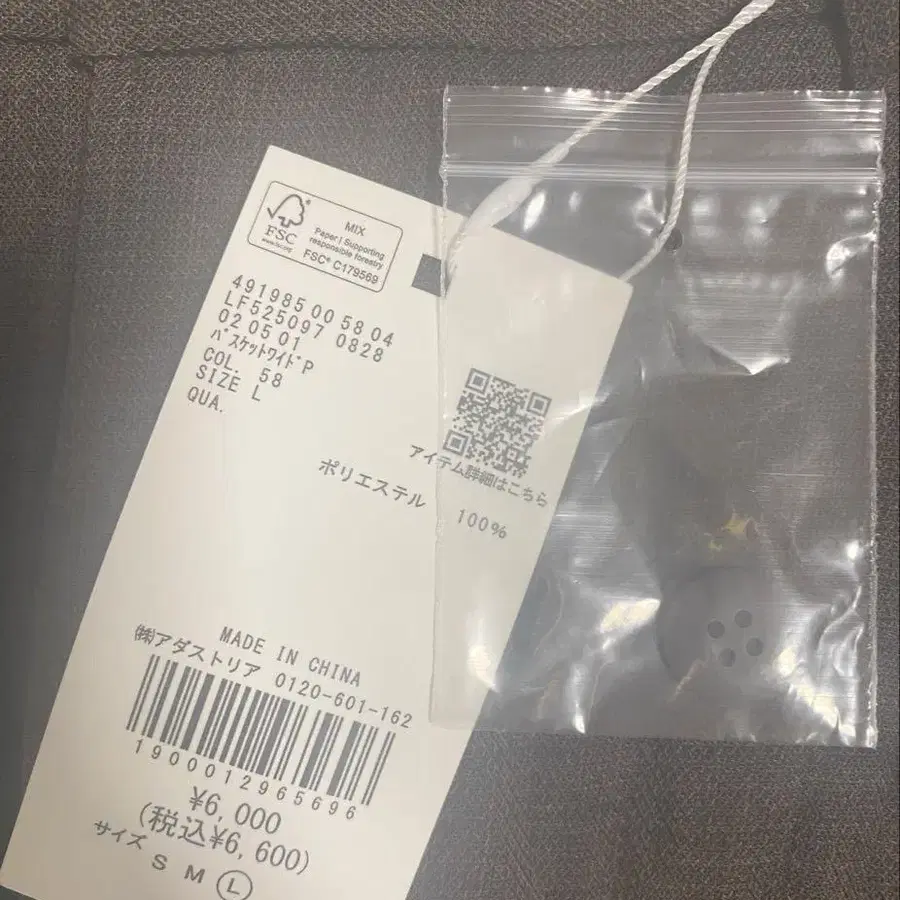 FSC®
www.fsc.org
MIX
Paper | Supporting
responsible forestry
FSC® C179569
491985 00 58 04
LF525097 0828
02 05 01
ﾊﾞｽｹｯﾄﾜｲﾄﾞP
COL. 58
SIZE L
QUA.
アイテム詳細はこちら
ポリエステル 100%
MADE IN CHINA
㈱アダストリア 0120-601-162
1900012965696
¥6,000
(税込¥6,600)
サイズ S M L